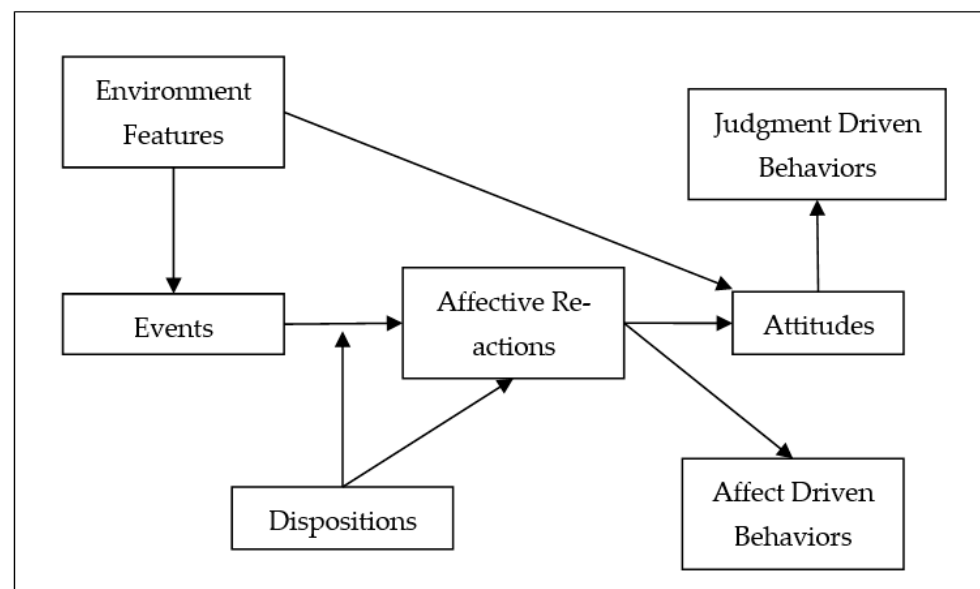 Environment
Features
Judgment Driven
Behaviors
Events
Affective Re-
actions
Attitudes
Dispositions
Affect Driven
Behaviors